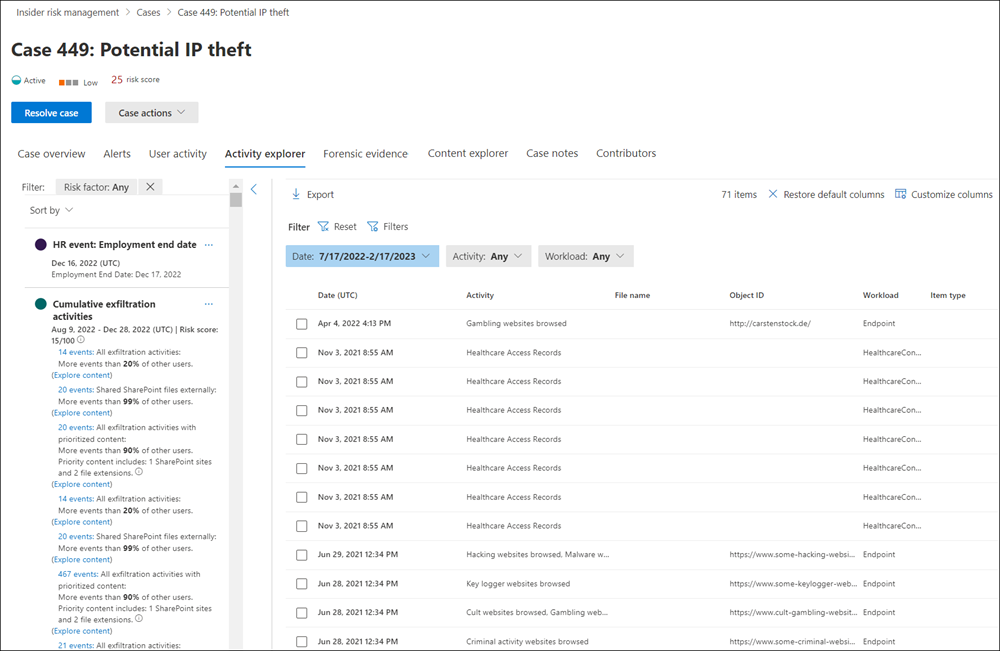 Insider risk management > Cases > Case 449: Potential IP theft
Case 449: Potential IP theft
Active Low 25 risk score
Resolve case Case actions
Case overview Alerts User activity Activity explorer Forensic evidence Content explorer Case notes Contributors
Filter: Risk factor: Any
Sort by
HR event: Employment end date ...
Dec 16, 2022 (UTC)
Employment End Date: Dec 17, 2022
Cumulative exfiltration ...
activities
Aug 9, 2022 - Dec 28, 2022 (UTC) | Risk score:
15/100
14 events: All exfiltration activities:
More events than 20% of other users.
(Explore content)
20 events: Shared SharePoint files externally:
More events than 99% of other users.
(Explore content)
20 events: All exfiltration activities with
prioritized content:
More events than 90% of other users.
Priority content includes: 1 SharePoint sites
and 2 file extensions.
(Explore content)
14 events: All exfiltration activities:
More events than 20% of other users.
(Explore content)
20 events: Shared SharePoint files externally:
More events than 99% of other users.
(Explore content)
467 events: All exfiltration activities with
prioritized content:
More events than 90% of other users.
Priority content includes: 1 SharePoint sites
and 2 file extensions.
(Explore content)
21 events: All exfiltration activities:
Export 71 items Restore default columns Customize columns
Filter Reset Filters
Date: 7/17/2022-2/17/2023 Activity: Any Workload: Any
Date (UTC) Activity File name Object ID Workload Item type
Apr 4, 2022 4:13 PM Gambling websites browsed http://carstenstock.de/ Endpoint
Nov 3, 2021 8:55 AM Healthcare Access Records HealthcareCon...
Nov 3, 2021 8:55 AM Healthcare Access Records HealthcareCon...
Nov 3, 2021 8:55 AM Healthcare Access Records HealthcareCon...
Nov 3, 2021 8:55 AM Healthcare Access Records HealthcareCon...
Nov 3, 2021 8:55 AM Healthcare Access Records HealthcareCon...
Nov 3, 2021 8:55 AM Healthcare Access Records HealthcareCon...
Nov 3, 2021 8:55 AM Healthcare Access Records HealthcareCon...
Jun 29, 2021 12:34 PM Hacking websites browsed, Malware w... https://www.some-hacking-websi... Endpoint
Jun 28, 2021 12:34 PM Key logger websites browsed https://www.some-keylogger-web... Endpoint
Jun 28, 2021 12:34 PM Cult websites browsed, Gambling web... https://www.cult-gambling-websit... Endpoint
Jun 28, 2021 12:34 PM Criminal activity websites browsed https://www.some-criminal-websi... Endpoint